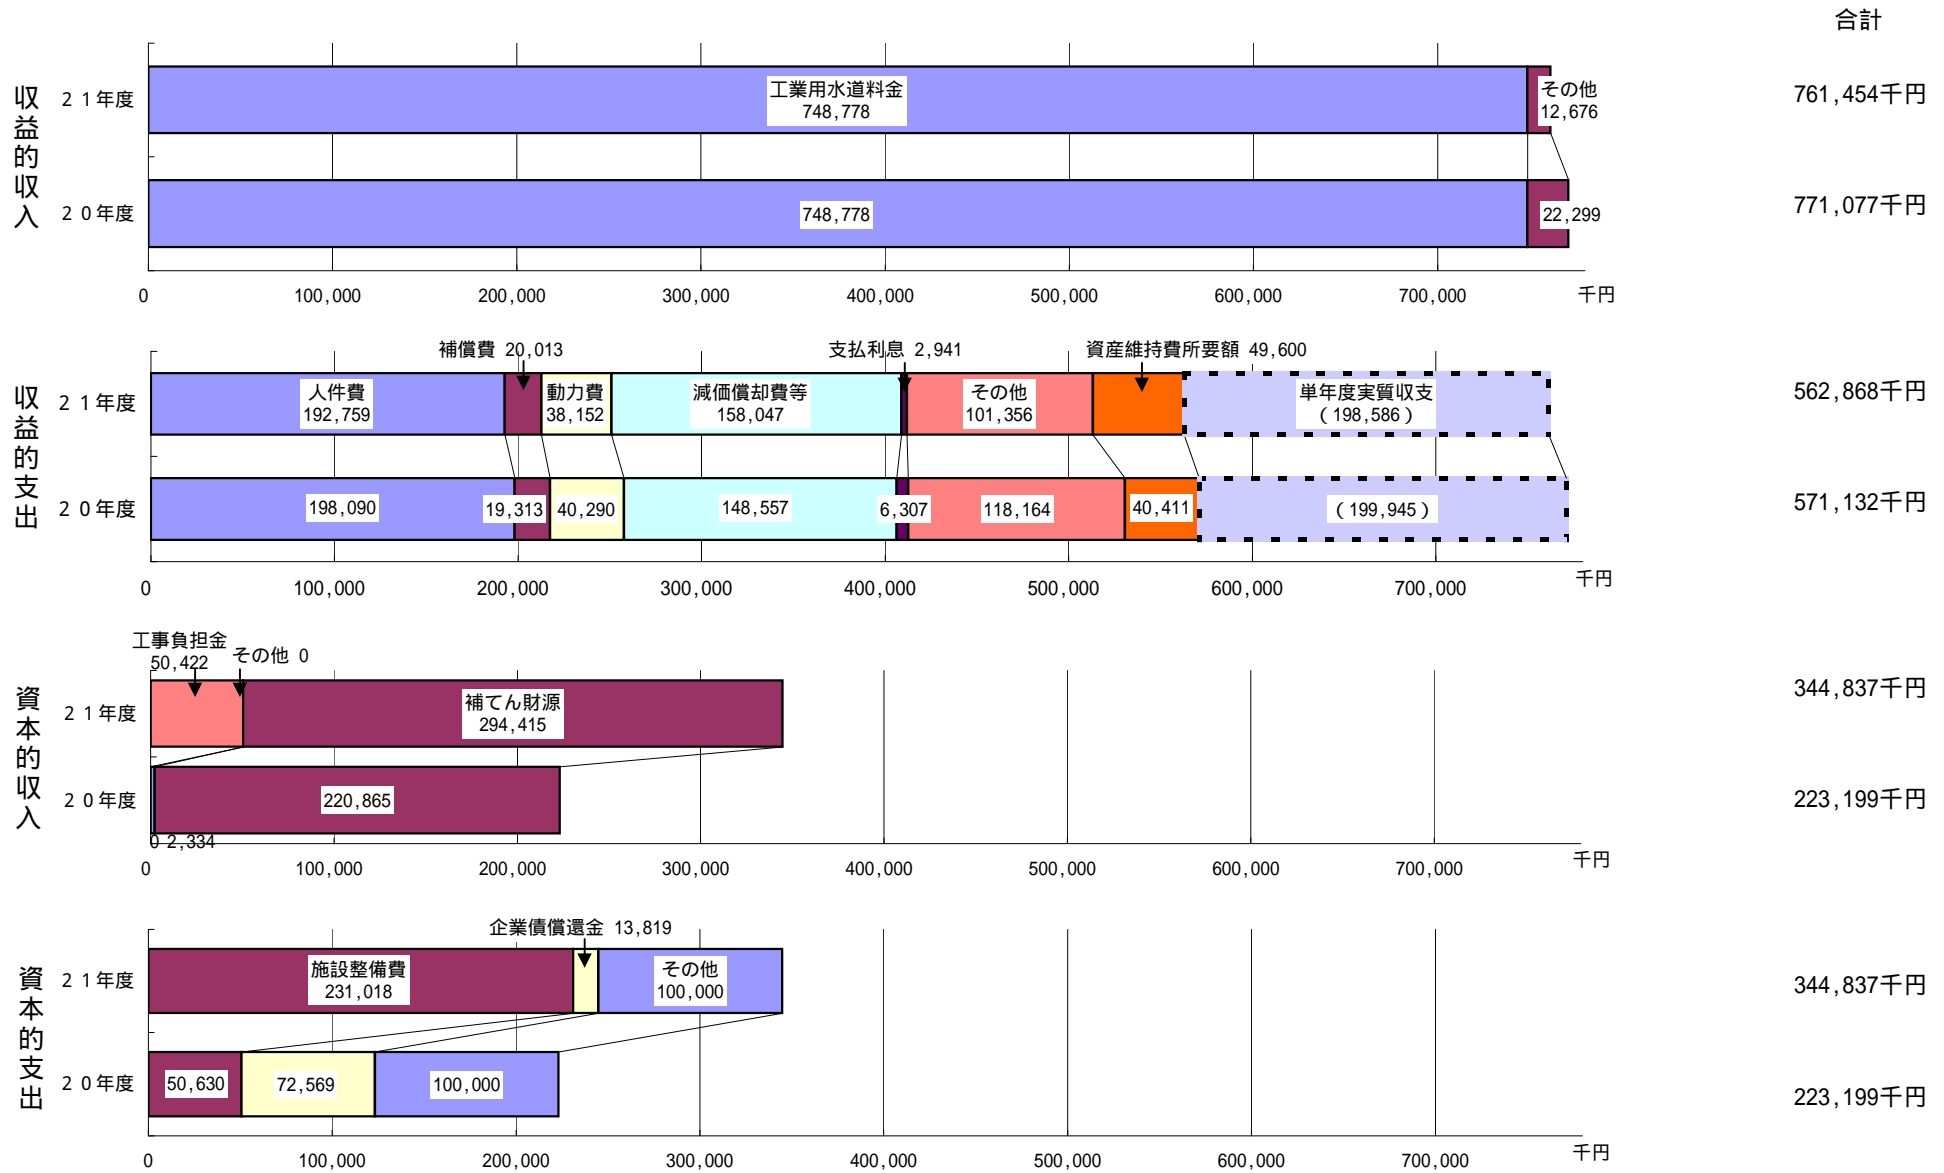 合計
収益的収入
２１年度
工業用水道料金
748,778
その他
12,676
761,454千円
２０年度
748,778
22,299
771,077千円
0 100,000 200,000 300,000 400,000 500,000 600,000 700,000 千円
収益的支出
補償費 20,013
支払利息 2,941
資産維持費所要額 49,600
２１年度
人件費
192,759
動力費
38,152
減価償却費等
158,047
その他
101,356
単年度実質収支
（198,586）
562,868千円
２０年度
198,090
19,313
40,290
148,557
6,307
118,164
40,411
（199,945）
571,132千円
0 100,000 200,000 300,000 400,000 500,000 600,000 700,000 千円
資本的収入
工事負担金
50,422
その他 0
２１年度
補てん財源
294,415
344,837千円
２０年度
220,865
223,199千円
0 2,334
0 100,000 200,000 300,000 400,000 500,000 600,000 700,000 千円
資本的支出
企業債償還金 13,819
２１年度
施設整備費
231,018
その他
100,000
344,837千円
２０年度
50,630
72,569
100,000
223,199千円
0 100,000 200,000 300,000 400,000 500,000 600,000 700,000 千円